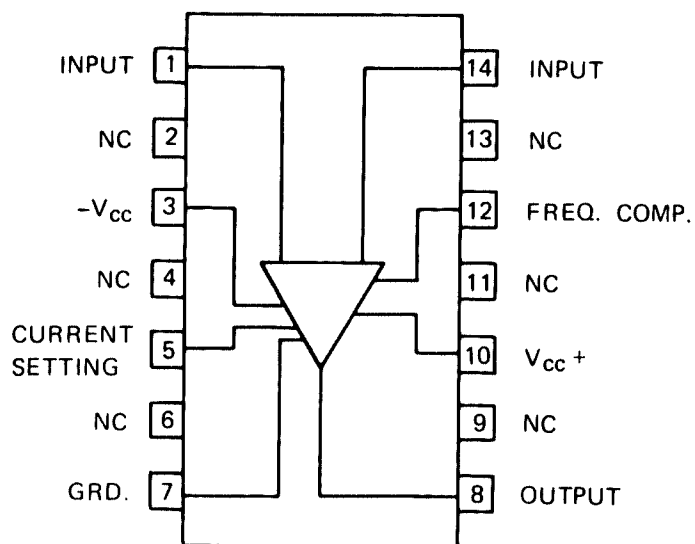 INPUT 1
NC 2
-Vcc 3
NC 4
CURRENT
SETTING 5
NC 6
GRD. 7
14 INPUT
13 NC
12 FREQ. COMP.
11 NC
10 Vcc +
9 NC
8 OUTPUT